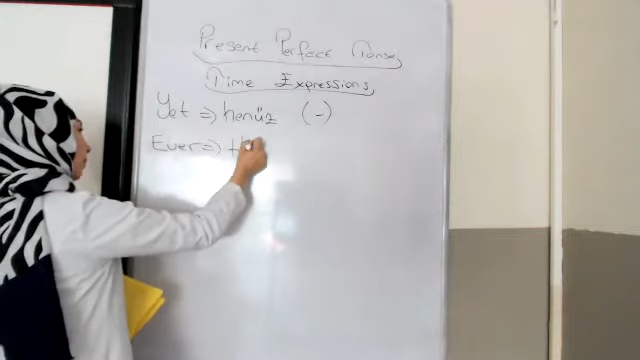 Present Perfect Tense
Time Expressions
Yet => henüz (-)
Ever =>